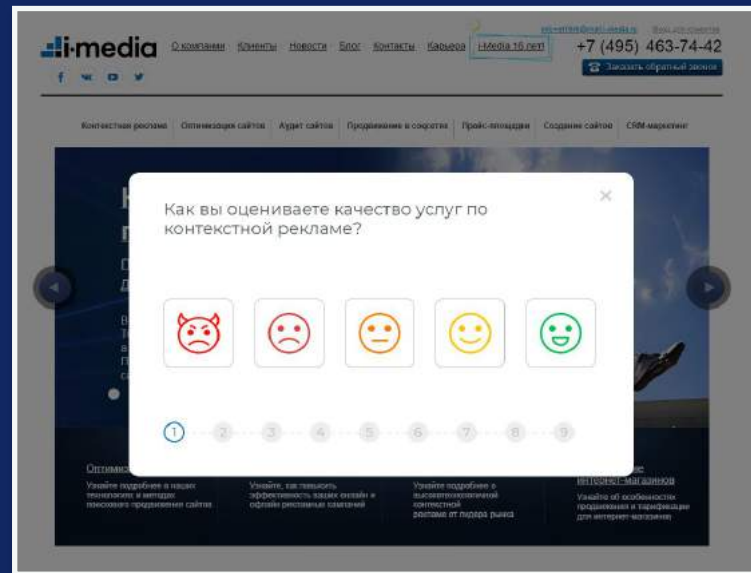 i-media
О компании Клиенты Новости Блог Контакты Карьера i-Media 16 лет!
Вход для клиентов
+7 (495) 463-74-42
Заказать обратный звонок
Контекстная реклама Оптимизация сайтов Аудит сайтов Продвижение в соцсетях Прайс-площадки Создание сайтов CRM-маркетинг
Как вы оцениваете качество услуг по
контекстной рекламе?
1 2 3 4 5 6 7 8 9
интернет-магазинов
Узнайте подробнее о наших
технологиях и методах
поискового продвижения сайтов
Узнайте, как повысить
эффективность ваших онлайн и
офлайн рекламных кампаний
Узнайте подробнее о
высокотехнологичной
контекстной
рекламе от лидера рынка
Узнайте об особенностях
продвижения и тарификации
для интернет-магазинов